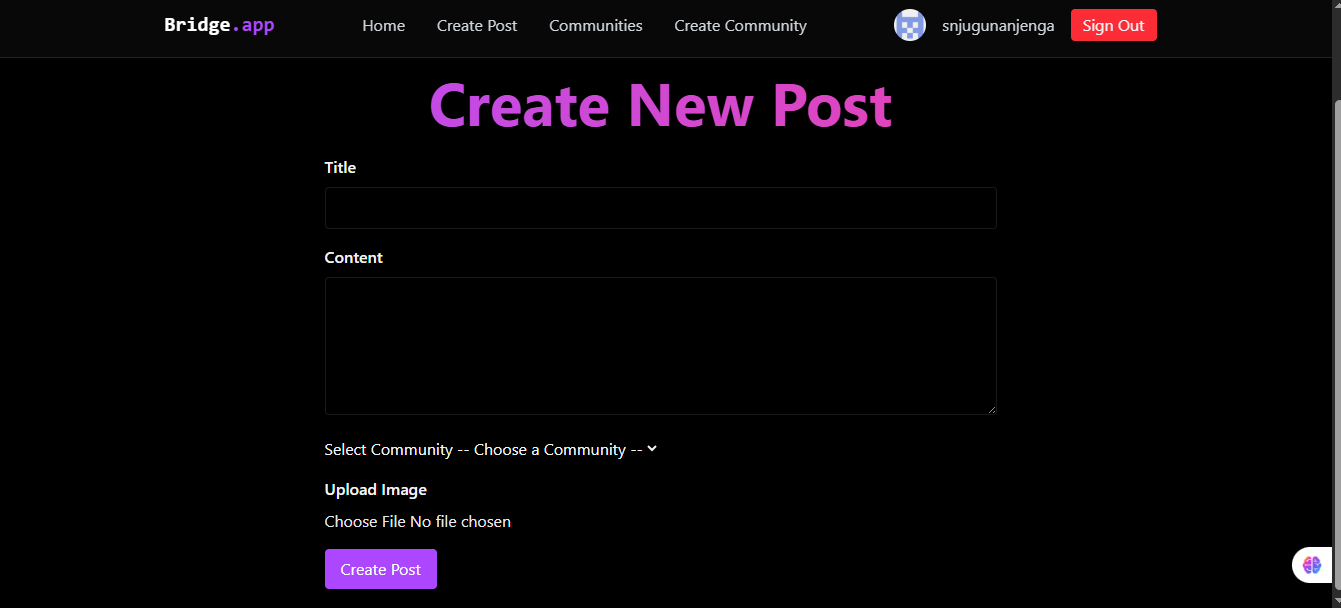 Bridge.app Home Create Post Communities Create Community snjugunanjenga Sign Out
Create New Post
Title
Content
Select Community -- Choose a Community --
Upload Image
Choose File No file chosen
Create Post